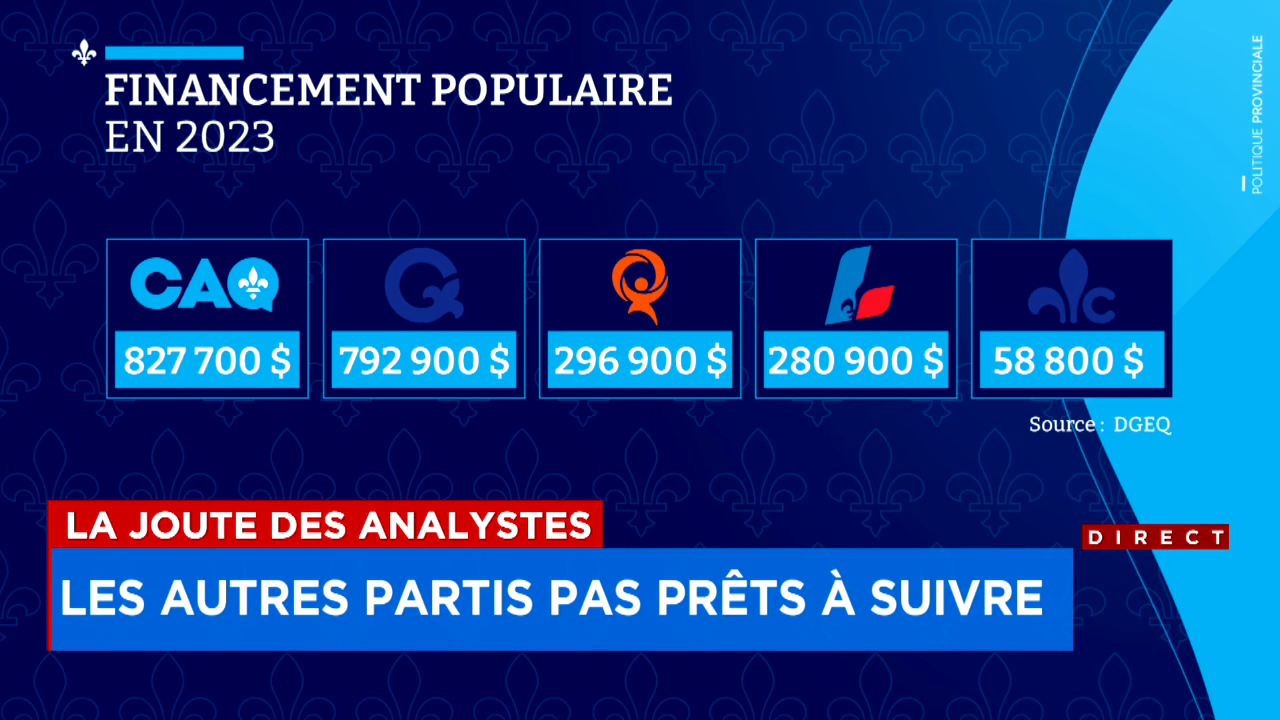 FINANCEMENT POPULAIRE
EN 2023
POLITIQUE PROVINCIALE
CAQ
827 700 $
792 900 $
296 900 $
280 900 $
58 800 $
Source : DGEQ
LA JOUTE DES ANALYSTES
DIRECT
LES AUTRES PARTIS PAS PRÊTS À SUIVRE